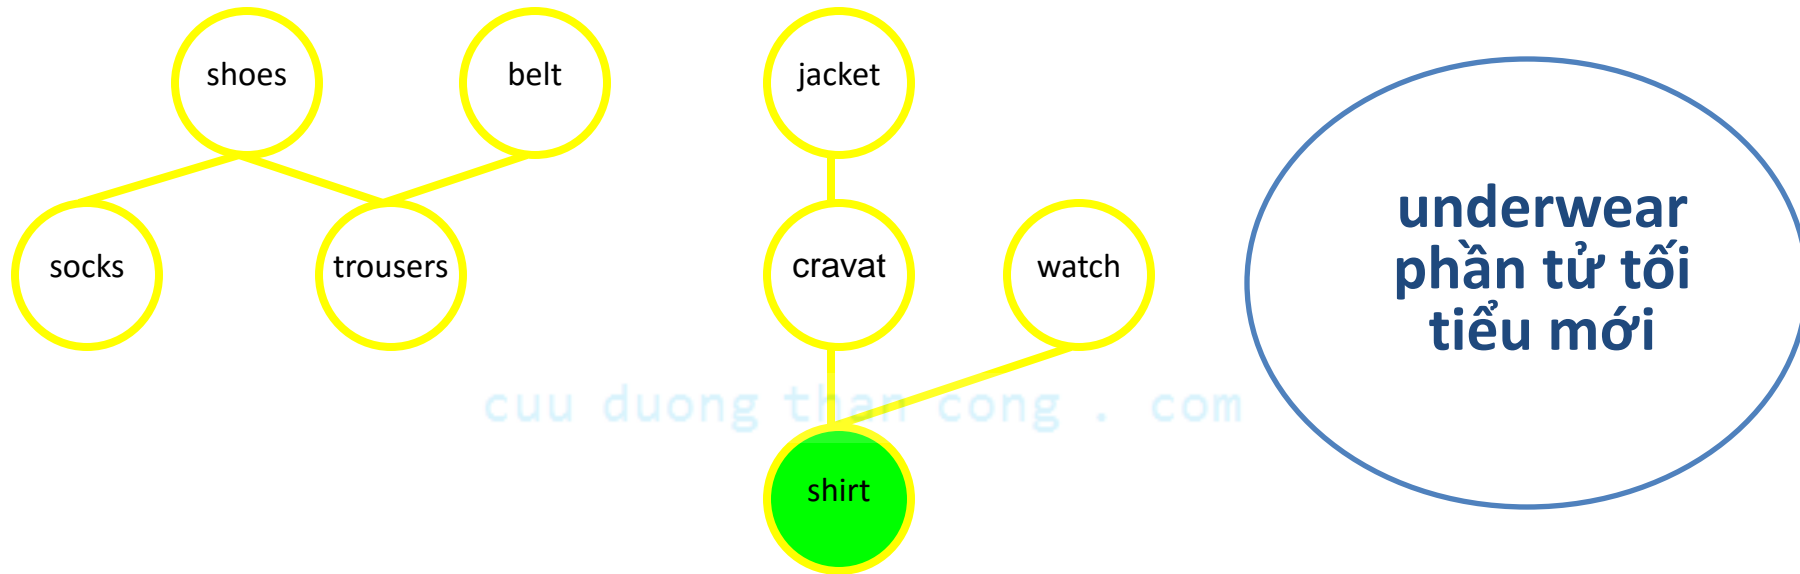 shoes
belt
jacket
socks
trousers
cravat
watch
underwear
phần tử tối
tiểu mới
cuu duong than cong . com
shirt